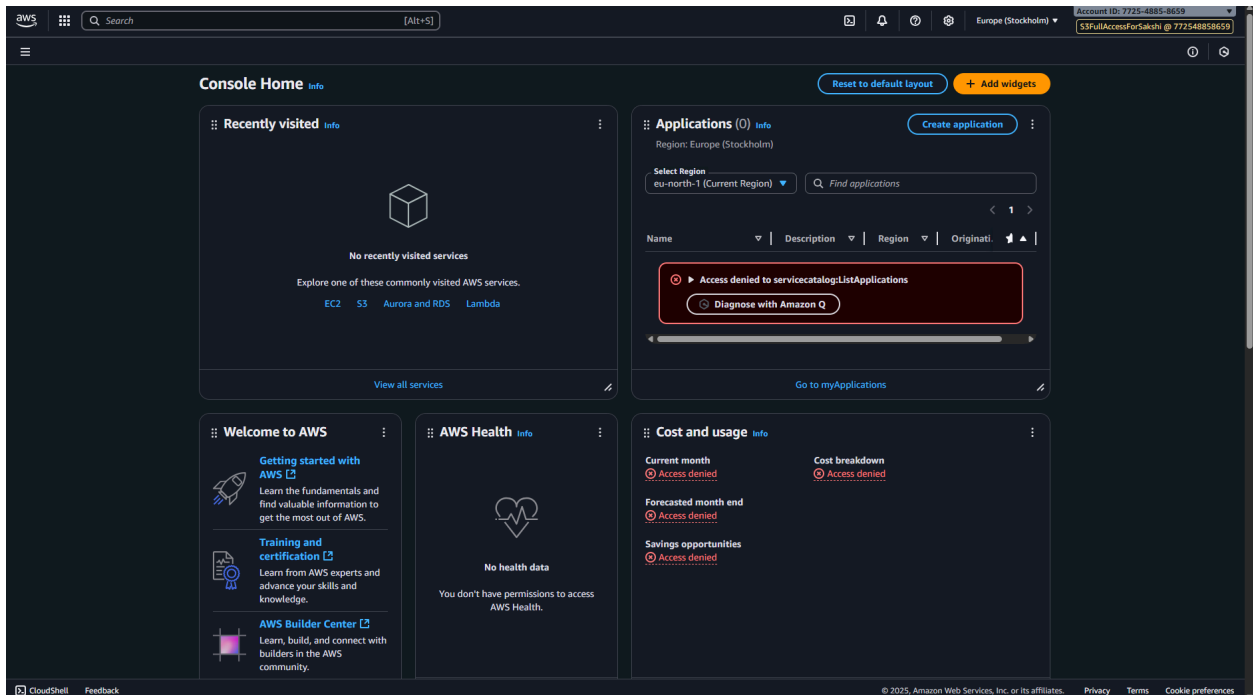 aws
Search [Alt+S]
Europe (Stockholm)
Account ID: 7725-4885-8659
S3FullAccessForSakshi @ 772548858659
Console Home Info
Reset to default layout
+ Add widgets
Recently visited Info
No recently visited services
Explore one of these commonly visited AWS services.
EC2 S3 Aurora and RDS Lambda
View all services
Applications (0) Info
Create application
Region: Europe (Stockholm)
Select Region
eu-north-1 (Current Region)
Find applications
1
Name Description Region Originati.
Access denied to servicecatalog:ListApplications
Diagnose with Amazon Q
Go to myApplications
Welcome to AWS
Getting started with
AWS
Learn the fundamentals and
find valuable information to
get the most out of AWS.
Training and
certification
Learn from AWS experts and
advance your skills and
knowledge.
AWS Builder Center
Learn, build, and connect with
builders in the AWS
community.
AWS Health Info
No health data
You don't have permissions to access
AWS Health.
Cost and usage Info
Current month
Access denied
Forecasted month end
Access denied
Savings opportunities
Access denied
Cost breakdown
Access denied
CloudShell Feedback
© 2025, Amazon Web Services, Inc. or its affiliates. Privacy Terms Cookie preferences